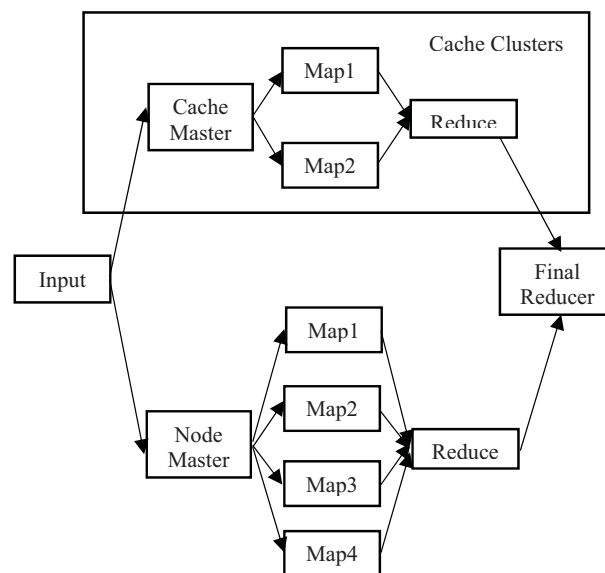 Cache Clusters
Map1
Cache
Master
Reduce
Map2
Input
Final
Reducer
Map1
Map2
Node
Master
Reduce
Map3
Map4